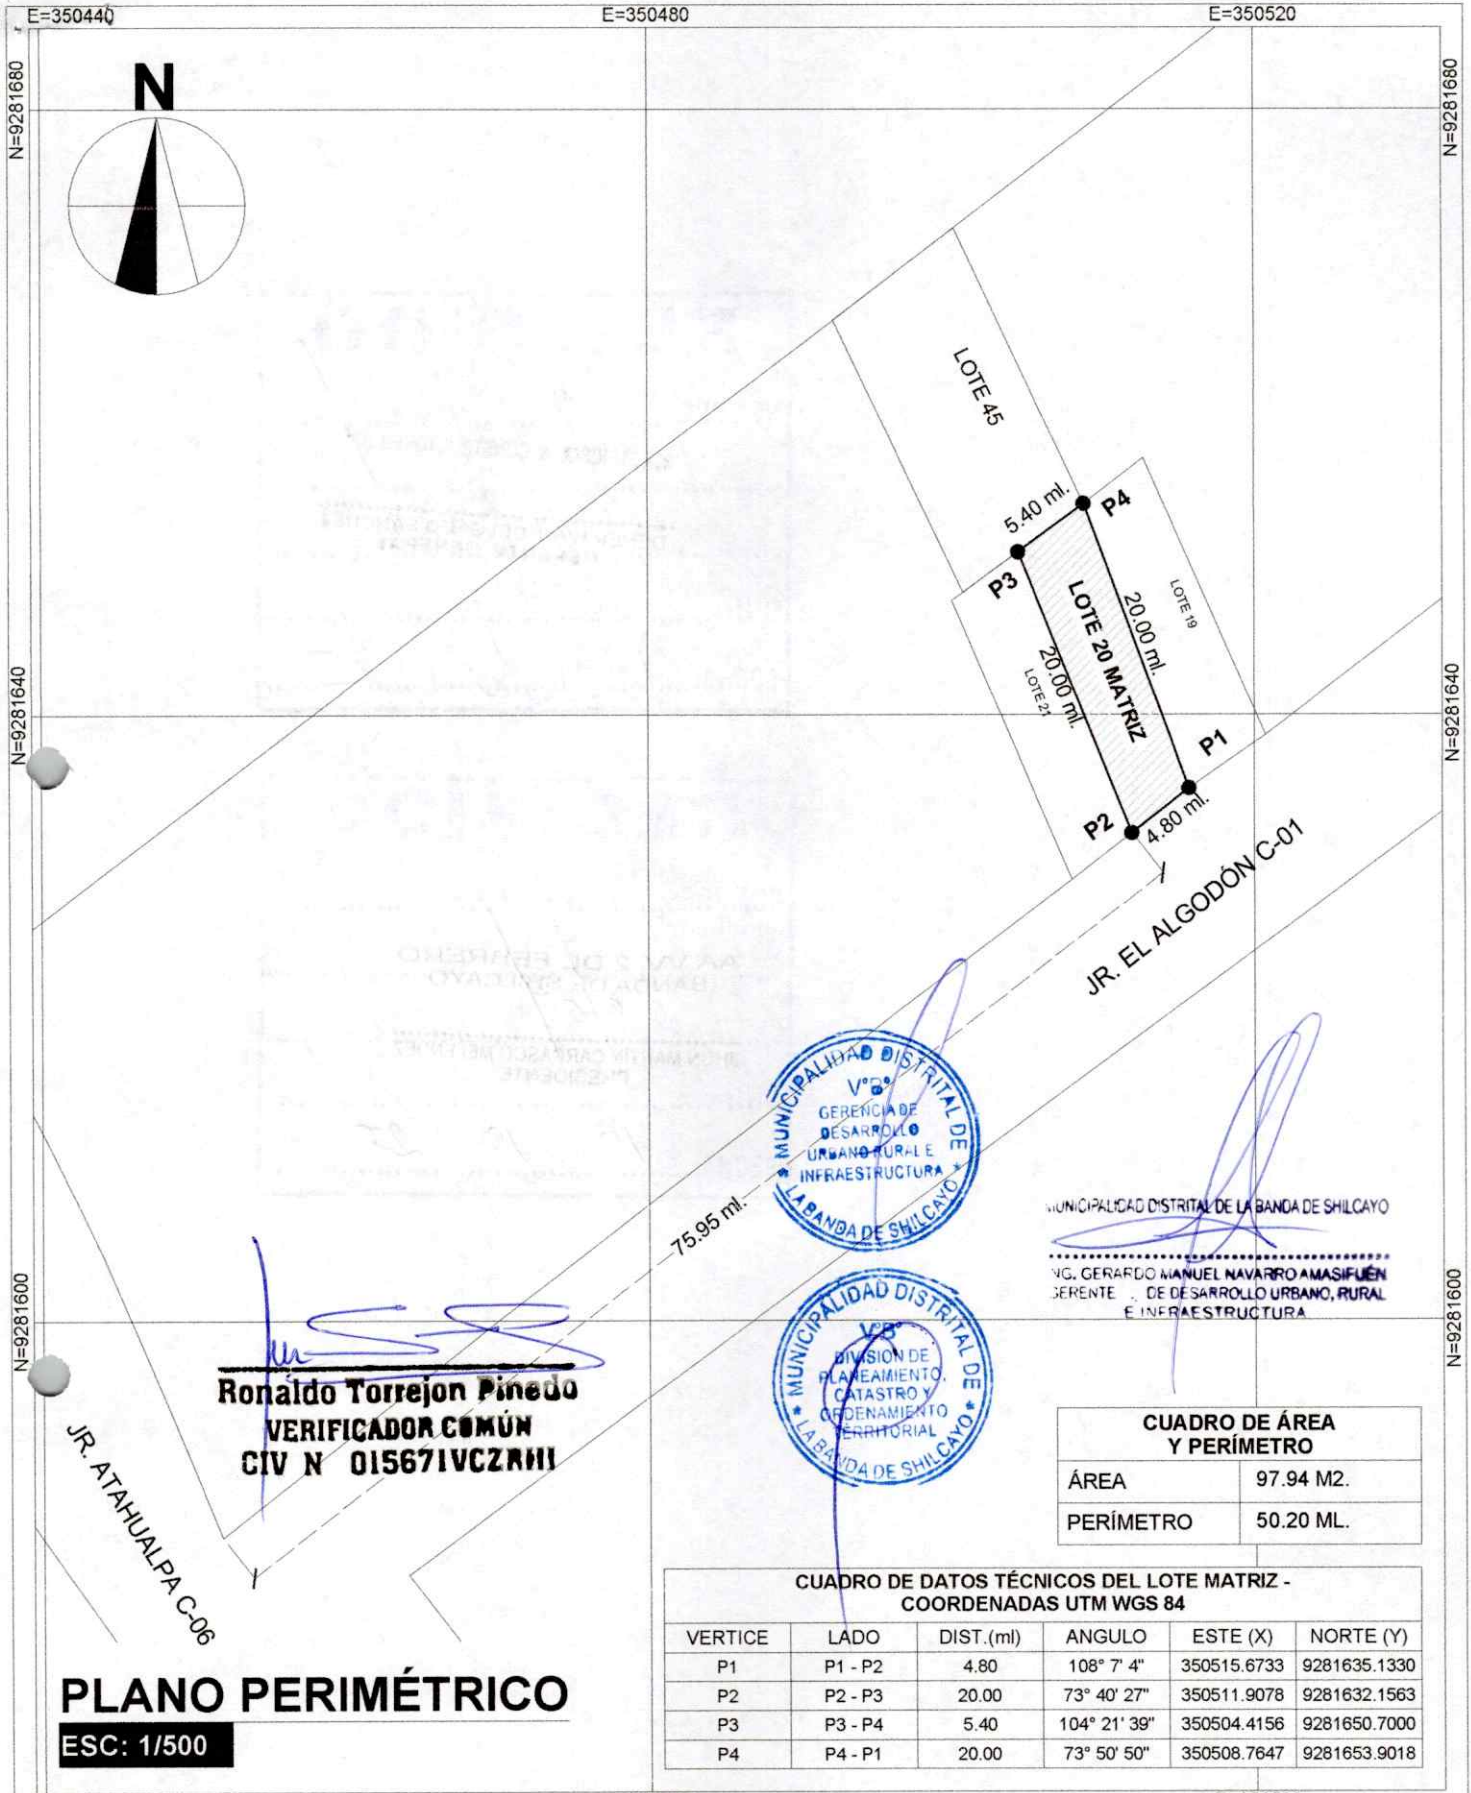 E=350440
E=350480
E=350520
N=9281680
N=9281680
N
LOTE 45
5.40 ml.
P4
P3
LOTE 19
LOTE 20 MATRIZ
20.00 ml.
20.00 ml.
LOTE 21
N=9281640
N=9281640
P1
P2
4.80 ml.
JR. EL ALGODÓN C-01
MUNICIPALIDAD DISTRITAL DE
V°B°
GERENCIA DE
DESARROLLO
URBANO RURAL E
INFRAESTRUCTURA
LA BANDA DE SHILCAYO
75.95 ml.
MUNICIPALIDAD DISTRITAL DE LA BANDA DE SHILCAYO
NG. GERARDO MANUEL NAVARRO AMASIFUÉN
GERENTE DE DESARROLLO URBANO, RURAL
E INFRAESTRUCTURA
N=9281600
N=9281600
MUNICIPALIDAD DISTRITAL DE
V°B°
DIVISION DE
PLANEAMIENTO,
CATASTRO Y
ORDENAMIENTO
TERRITORIAL
LA BANDA DE SHILCAYO
Ronaldo Torrejon Pinedo
VERIFICADOR COMÚN
CIV N 015671VCZRIII
JR. ATAHUALPA C-06
CUADRO DE ÁREA
Y PERÍMETRO
ÁREA 97.94 M2.
PERÍMETRO 50.20 ML.
CUADRO DE DATOS TÉCNICOS DEL LOTE MATRIZ -
COORDENADAS UTM WGS 84
VERTICE LADO DIST.(ml) ANGULO ESTE (X) NORTE (Y)
P1 P1 - P2 4.80 108° 7' 4" 350515.6733 9281635.1330
P2 P2 - P3 20.00 73° 40' 27" 350511.9078 9281632.1563
P3 P3 - P4 5.40 104° 21' 39" 350504.4156 9281650.7000
P4 P4 - P1 20.00 73° 50' 50" 350508.7647 9281653.9018
PLANO PERIMÉTRICO
ESC: 1/500